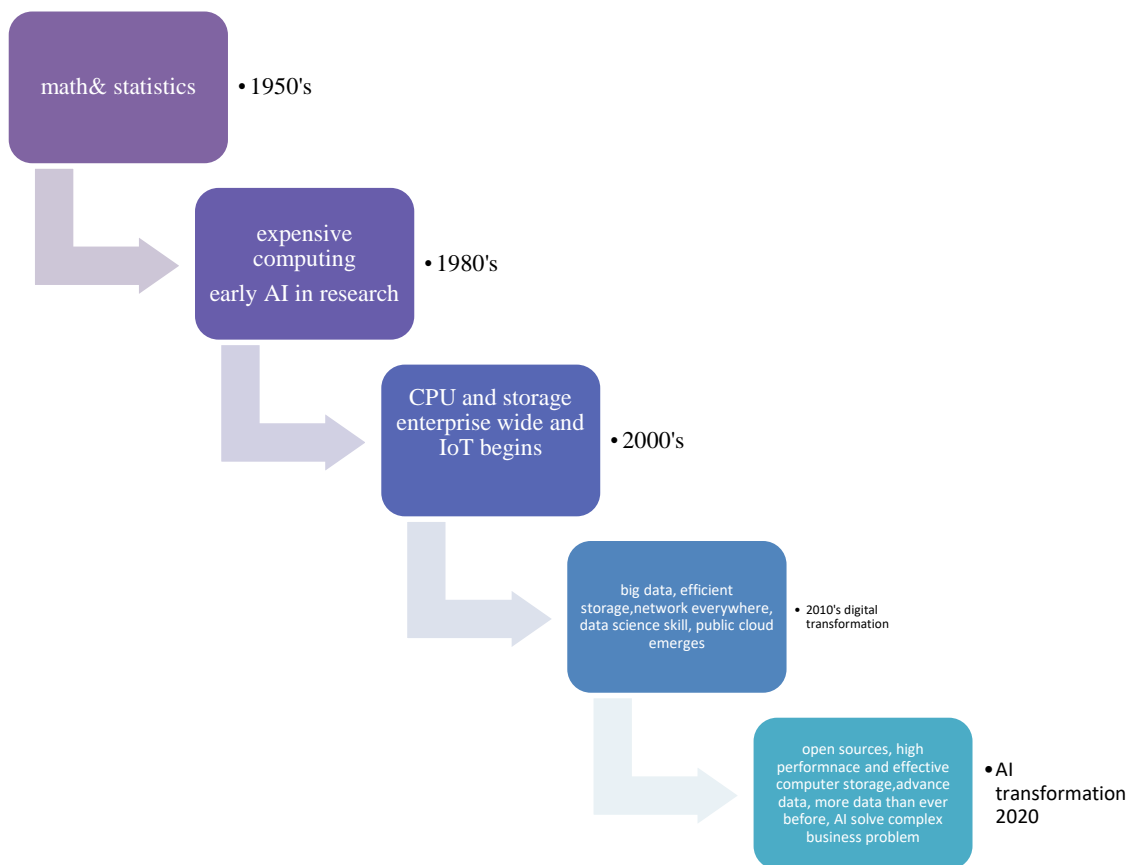 math& statistics
• 1950's
expensive
computing
early AI in research
• 1980's
CPU and storage
enterprise wide and
IoT begins
• 2000's
big data, efficient
storage,network everywhere,
data science skill, public cloud
emerges
• 2010's digital
transformation
open sources, high
performnace and effective
computer storage,advance
data, more data than ever
before, AI solve complex
business problem
•AI
transformation
2020